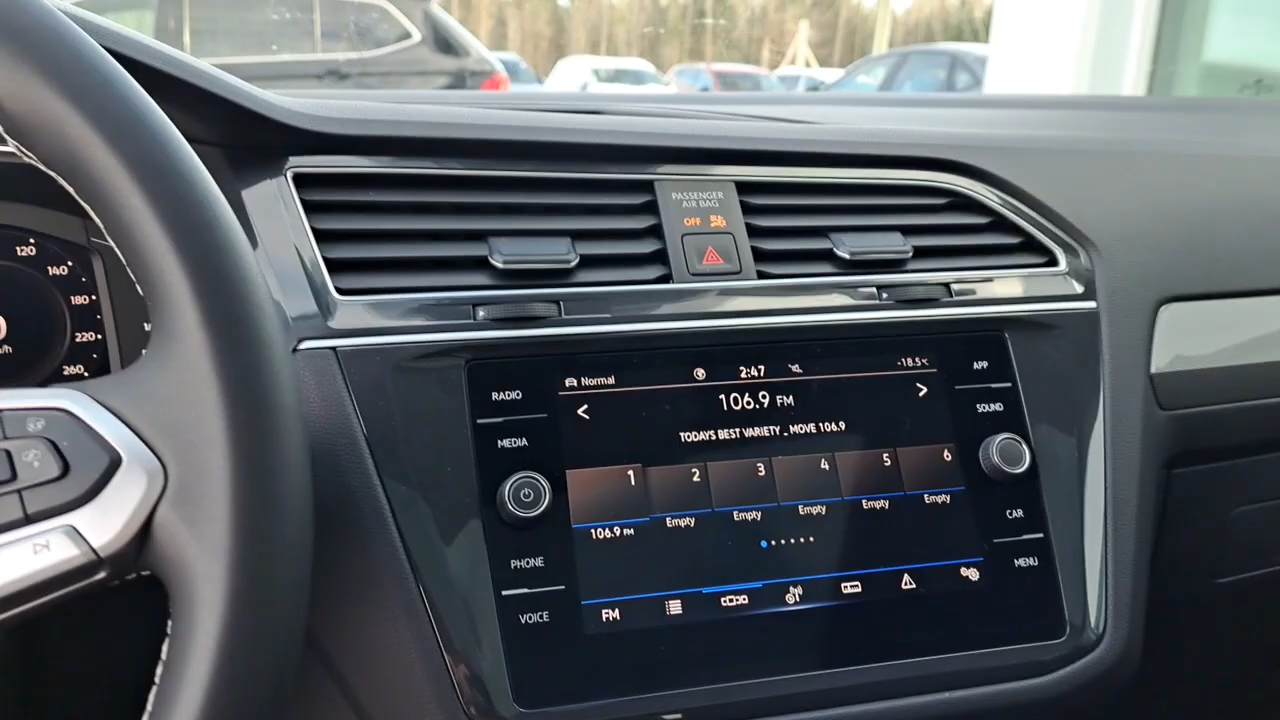 PASSENGER
AIR BAG
OFF
120
140
180
220
260
RADIO
MEDIA
PHONE
VOICE
Normal
2:47
-18.5°C
106.9 FM
TODAYS BEST VARIETY _ MOVE 106.9
1
2
3
4
5
6
106.9 FM
Empty
Empty
Empty
Empty
Empty
FM
APP
SOUND
CAR
MENU